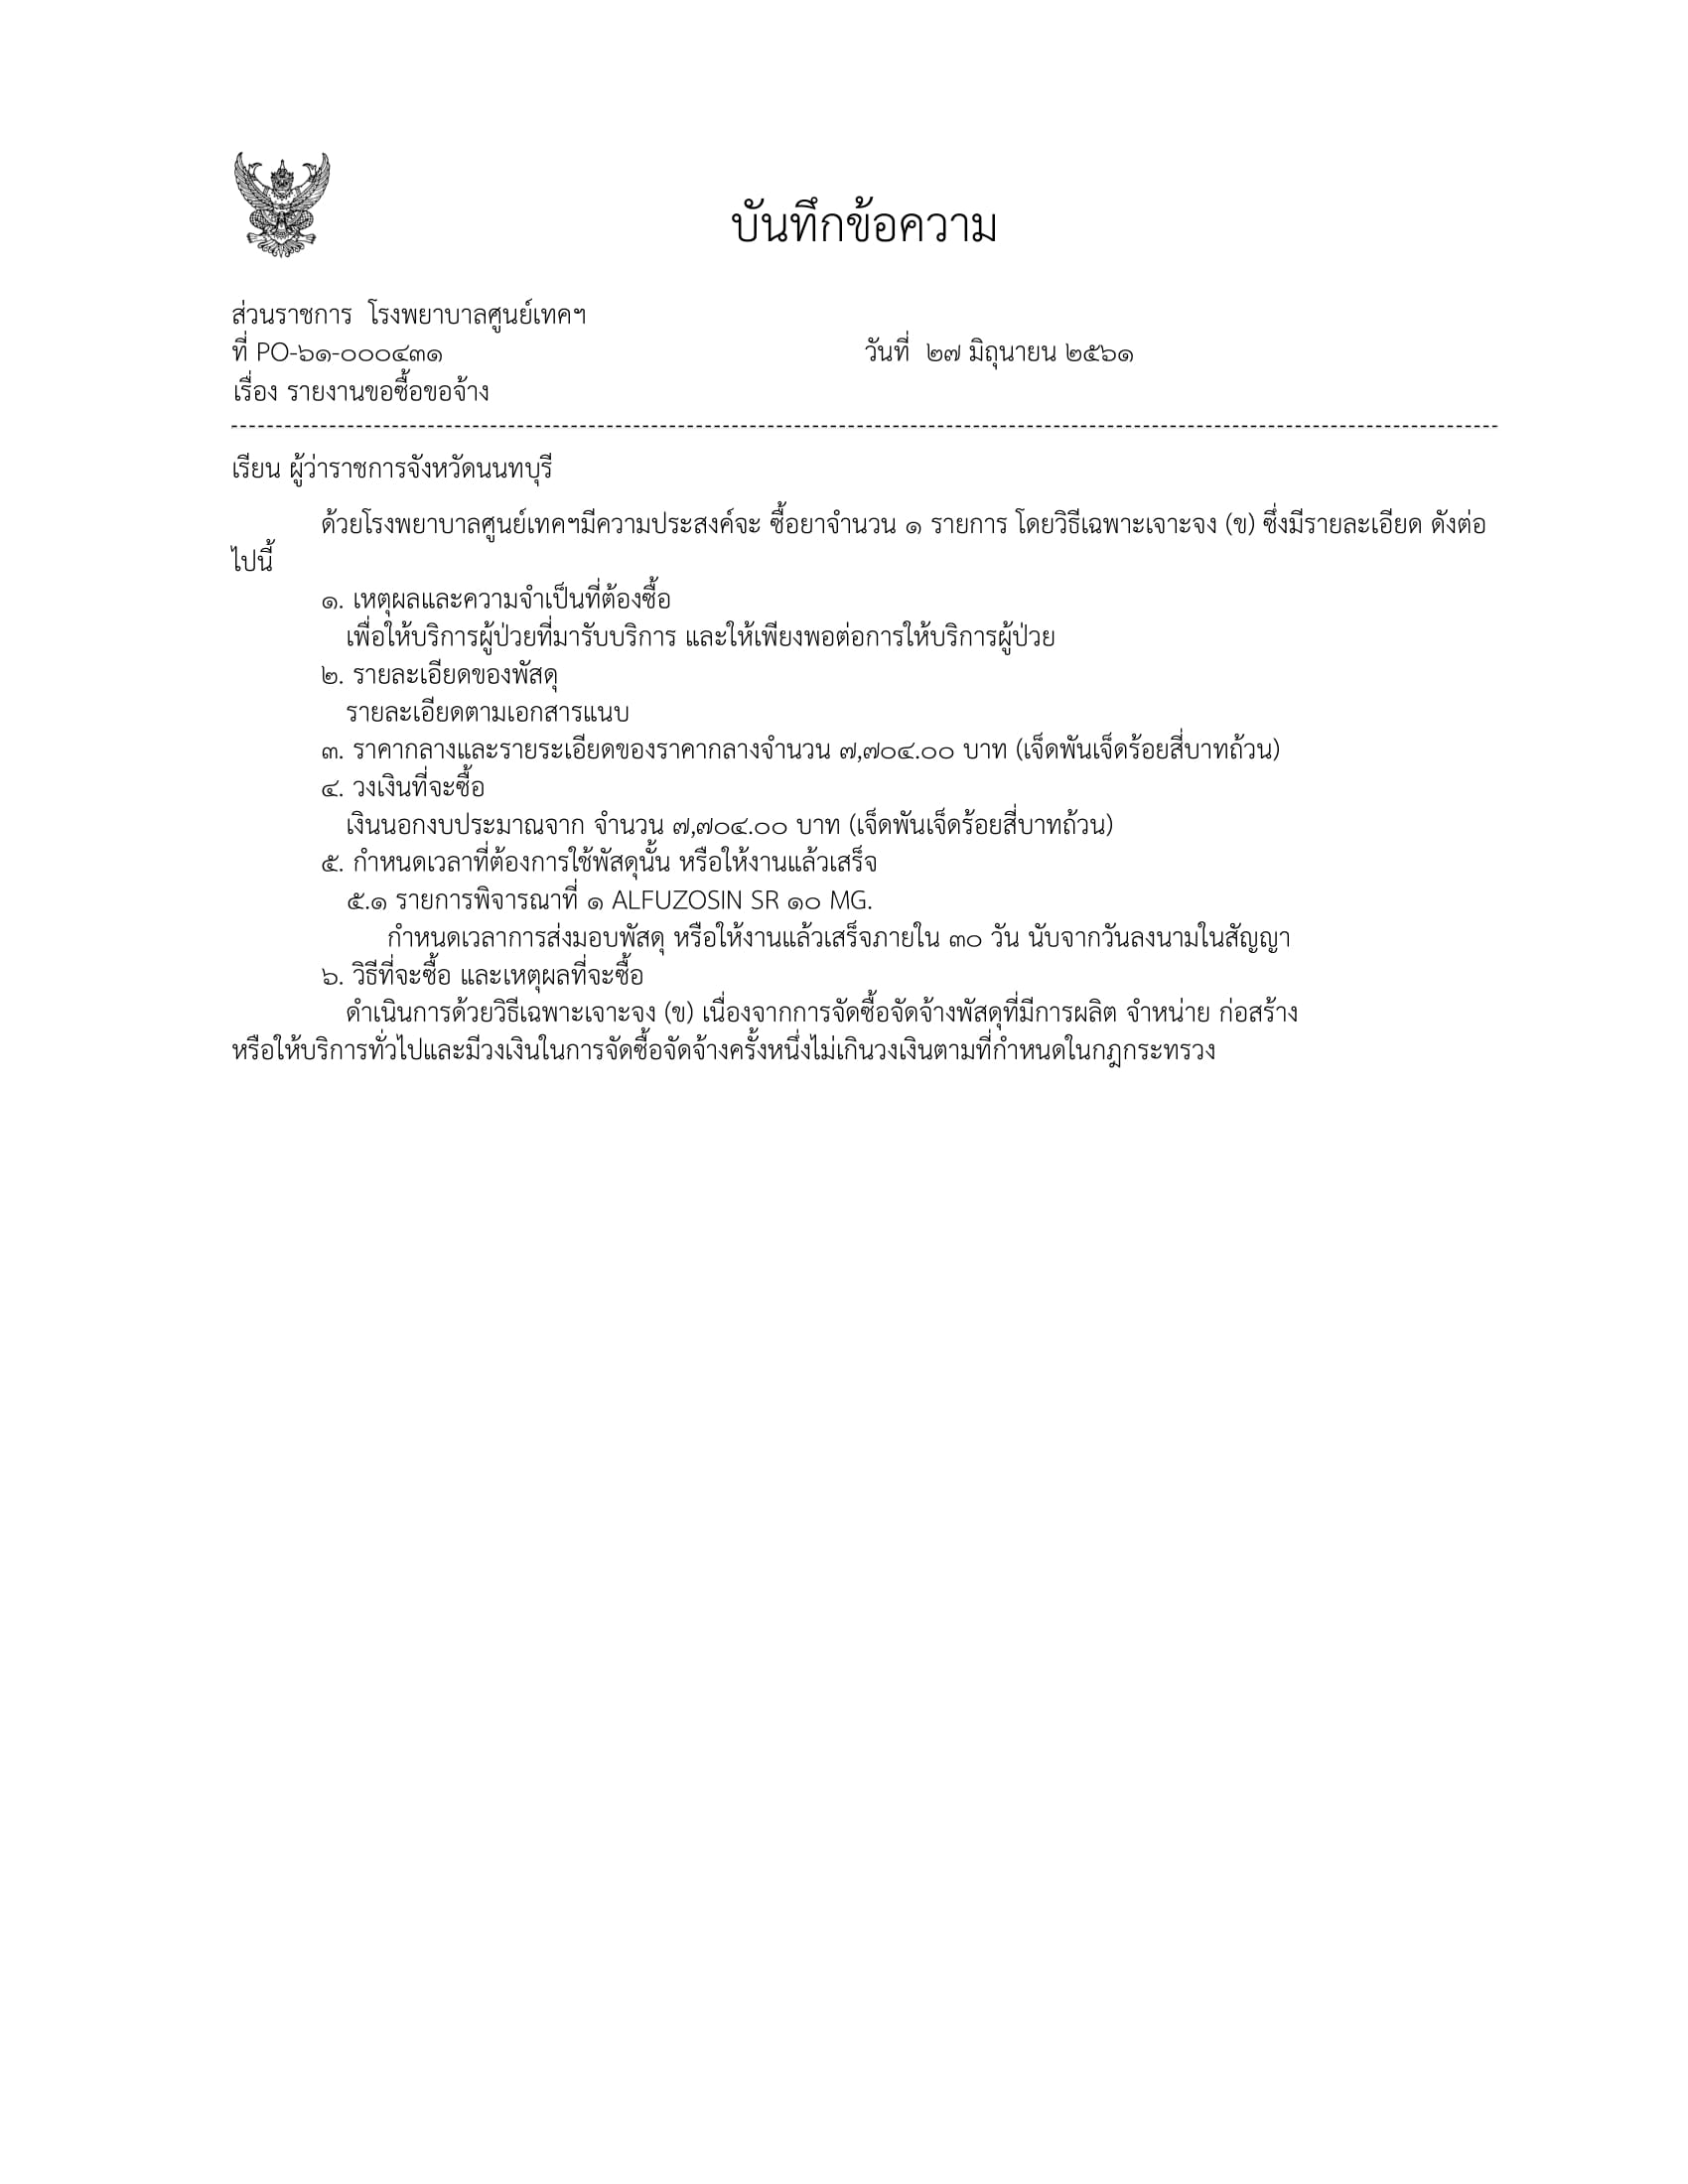 บันทึกข้อความ
ส่วนราชการ โรงพยาบาลศูนย์เทคฯ
ที่ PO-๖๑-๐๐๐๔๓๑ วันที่ ๒๗ มิถุนายน ๒๕๖๑
เรื่อง รายงานขอซื้อขอจ้าง
เรียน ผู้ว่าราชการจังหวัดนนทบุรี
ด้วยโรงพยาบาลศูนย์เทคฯมีความประสงค์จะ ซื้อยาจำนวน ๑ รายการ โดยวิธีเฉพาะเจาะจง (ข) ซึ่งมีรายละเอียด ดังต่อ
ไปนี้
๑. เหตุผลและความจำเป็นที่ต้องซื้อ
เพื่อให้บริการผู้ป่วยที่มารับบริการ และให้เพียงพอต่อการให้บริการผู้ป่วย
๒. รายละเอียดของพัสดุ
รายละเอียดตามเอกสารแนบ
๓. ราคากลางและรายระเอียดของราคากลางจำนวน ๗,๗๐๔.๐๐ บาท (เจ็ดพันเจ็ดร้อยสี่บาทถ้วน)
๔. วงเงินที่จะซื้อ
เงินนอกงบประมาณจาก จำนวน ๗,๗๐๔.๐๐ บาท (เจ็ดพันเจ็ดร้อยสี่บาทถ้วน)
๕. กำหนดเวลาที่ต้องการใช้พัสดุนั้น หรือให้งานแล้วเสร็จ
๕.๑ รายการพิจารณาที่ ๑ ALFUZOSIN SR ๑๐ MG.
กำหนดเวลาการส่งมอบพัสดุ หรือให้งานแล้วเสร็จภายใน ๓๐ วัน นับจากวันลงนามในสัญญา
๖. วิธีที่จะซื้อ และเหตุผลที่จะซื้อ
ดำเนินการด้วยวิธีเฉพาะเจาะจง (ข) เนื่องจากการจัดซื้อจัดจ้างพัสดุที่มีการผลิต จำหน่าย ก่อสร้าง
หรือให้บริการทั่วไปและมีวงเงินในการจัดซื้อจัดจ้างครั้งหนึ่งไม่เกินวงเงินตามที่กำหนดในกฎกระทรวง